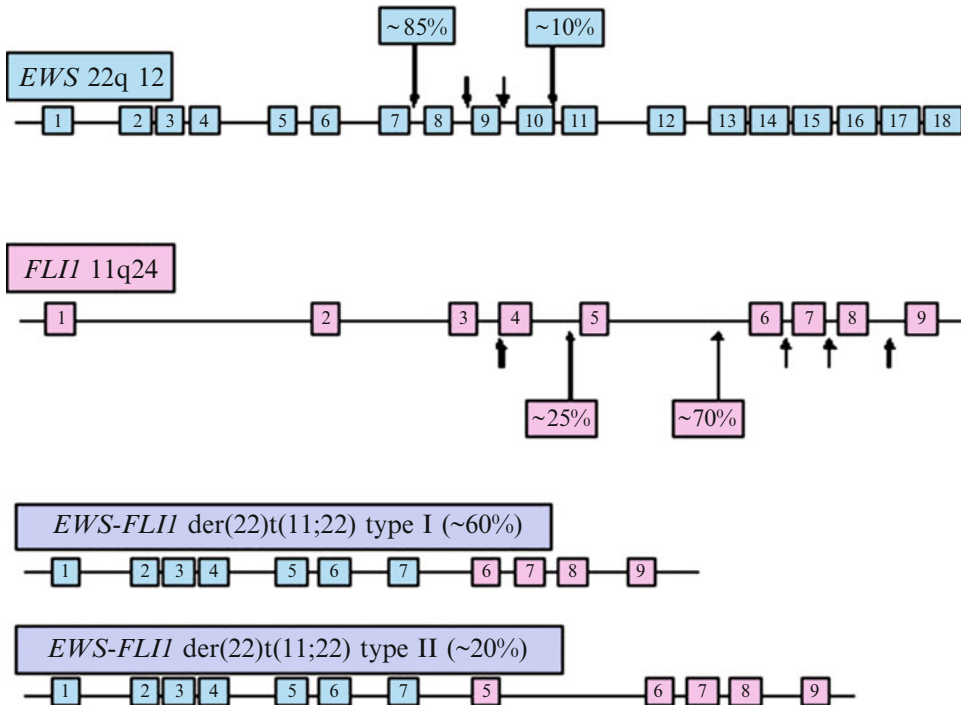 ~85% ~10%
EWS 22q 12
1 2 3 4 5 6 7 8 9 10 11 12 13 14 15 16 17 18
FLI1 11q24
1 2 3 4 5 6 7 8 9
~25% ~70%
EWS-FLI1 der(22)t(11;22) type I (~60%)
1 2 3 4 5 6 7 6 7 8 9
EWS-FLI1 der(22)t(11;22) type II (~20%)
1 2 3 4 5 6 7 5 6 7 8 9